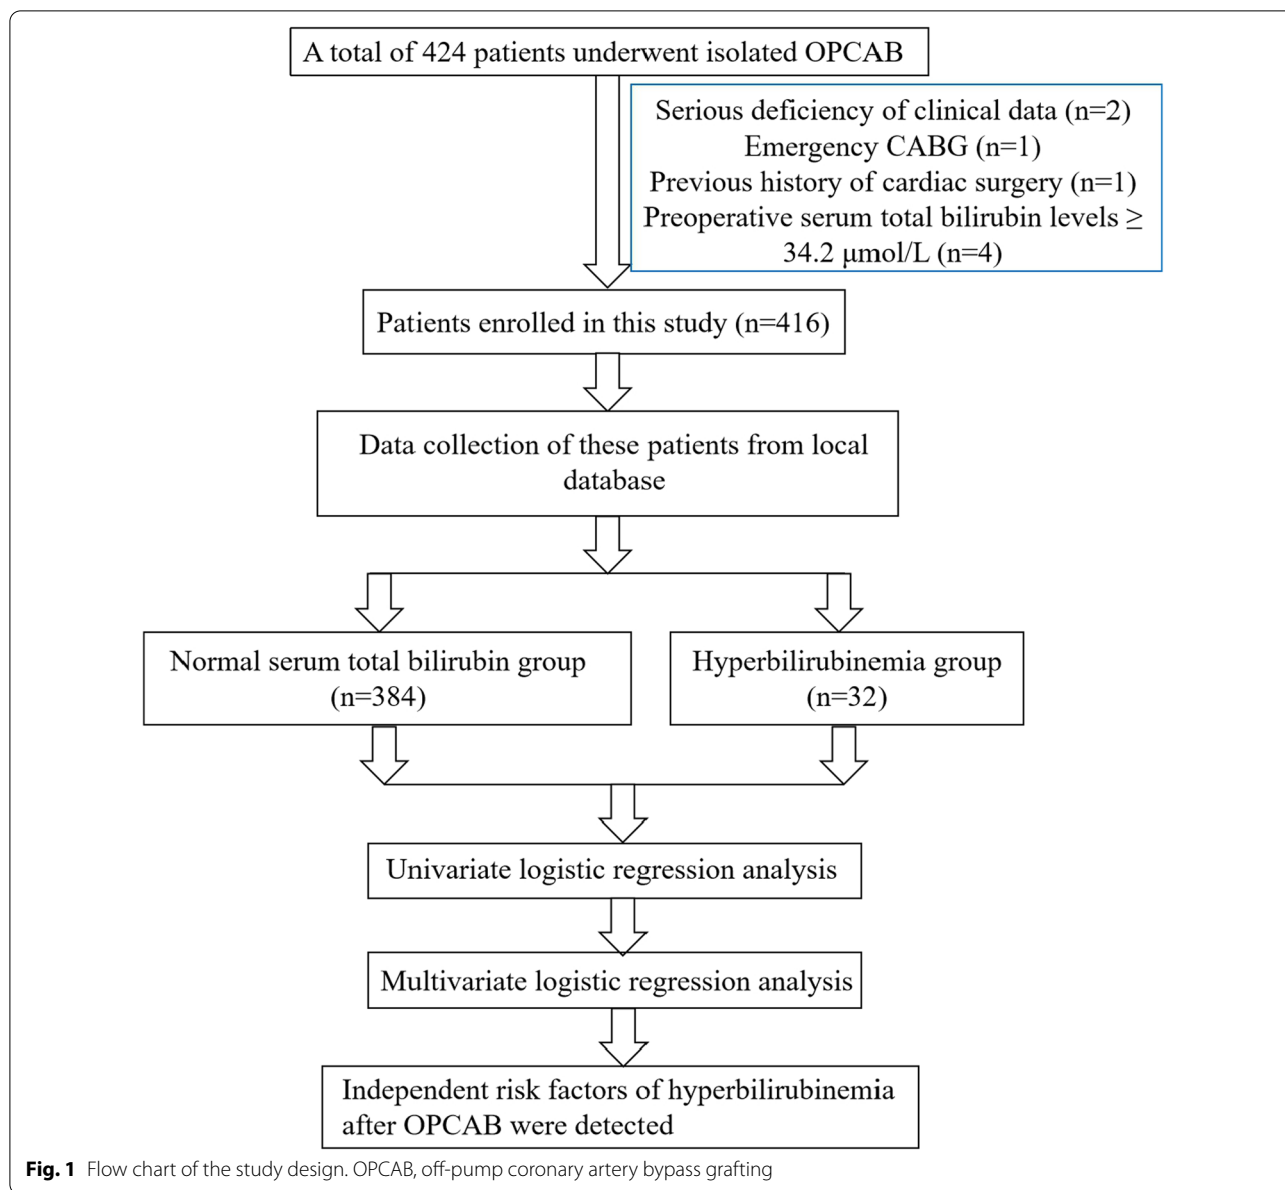 A total of 424 patients underwent isolated OPCAB
Serious deficiency of clinical data (n=2)
Emergency CABG (n=1)
Previous history of cardiac surgery (n=1)
Preoperative serum total bilirubin levels ≥
34.2 μmol/L (n=4)
Patients enrolled in this study (n=416)
Data collection of these patients from local
database
Normal serum total bilirubin group
(n=384)
Hyperbilirubinemia group
(n=32)
Univariate logistic regression analysis
Multivariate logistic regression analysis
Independent risk factors of hyperbilirubinemia
after OPCAB were detected
Fig. 1 Flow chart of the study design. OPCAB, off-pump coronary artery bypass grafting